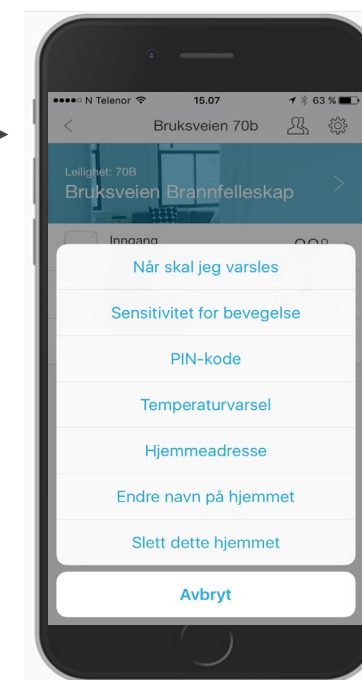 N Telenor 15.07 63 %
Bruksveien 70b
Leilighet: 70B
Bruksveien Brannfelleskap
Inngang
Når skal jeg varsles
Sensitivitet for bevegelse
PIN-kode
Temperaturvarsel
Hjemmeadresse
Endre navn på hjemmet
Slett dette hjemmet
Avbryt